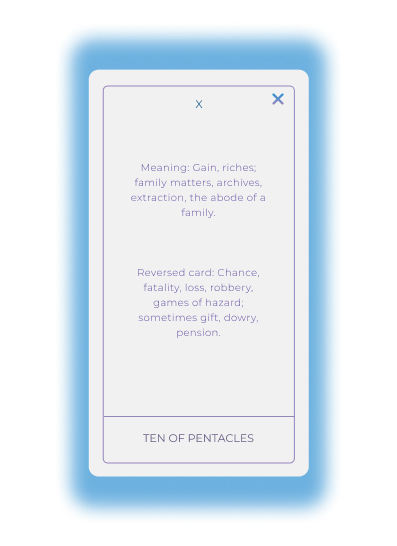 X
Meaning: Gain, riches;
family matters, archives,
extraction, the abode of a
family.
Reversed card: Chance,
fatality, loss, robbery,
games of hazard;
sometimes gift, dowry,
pension.
TEN OF PENTACLES